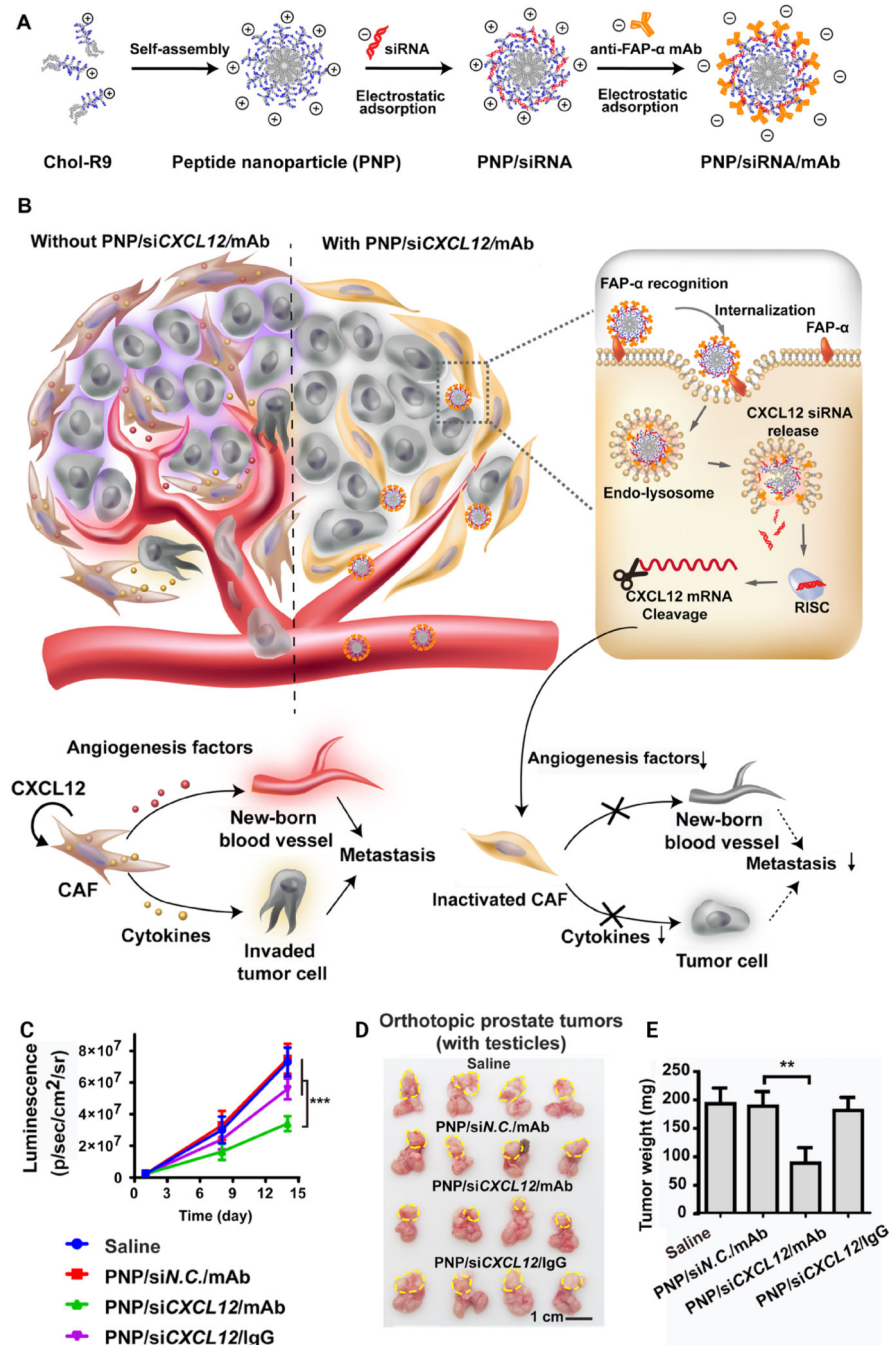 A
Self-assembly
siRNA
anti-FAP-α mAb
Electrostatic
adsorption
Electrostatic
adsorption
Chol-R9
Peptide nanoparticle (PNP)
PNP/siRNA
PNP/siRNA/mAb
B
Without PNP/siCXCL12/mAb
With PNP/siCXCL12/mAb
FAP-α recognition
Internalization
FAP-α
CXCL12 siRNA
release
Endo-lysosome
CXCL12 mRNA
Cleavage
RISC
Angiogenesis factors
CXCL12
New-born
blood vessel
CAF
Metastasis
Cytokines
Invaded
tumor cell
Angiogenesis factors↓
New-born
blood vessel
Metastasis ↓
Inactivated CAF
Cytokines ↓
Tumor cell
C
Luminescence
(p/sec/cm²/sr)
8×10⁷
6×10⁷
4×10⁷
2×10⁷
0
0 3 6 9 12 15
Time (day)
***
Saline
PNP/siN.C./mAb
PNP/siCXCL12/mAb
PNP/siCXCL12/IgG
D
Orthotopic prostate tumors
(with testicles)
Saline
PNP/siN.C./mAb
PNP/siCXCL12/mAb
PNP/siCXCL12/IgG
1 cm
E
Tumor weight (mg)
250
200
150
100
50
0
**
Saline
PNP/siN.C./mAb
PNP/siCXCL12/mAb
PNP/siCXCL12/IgG